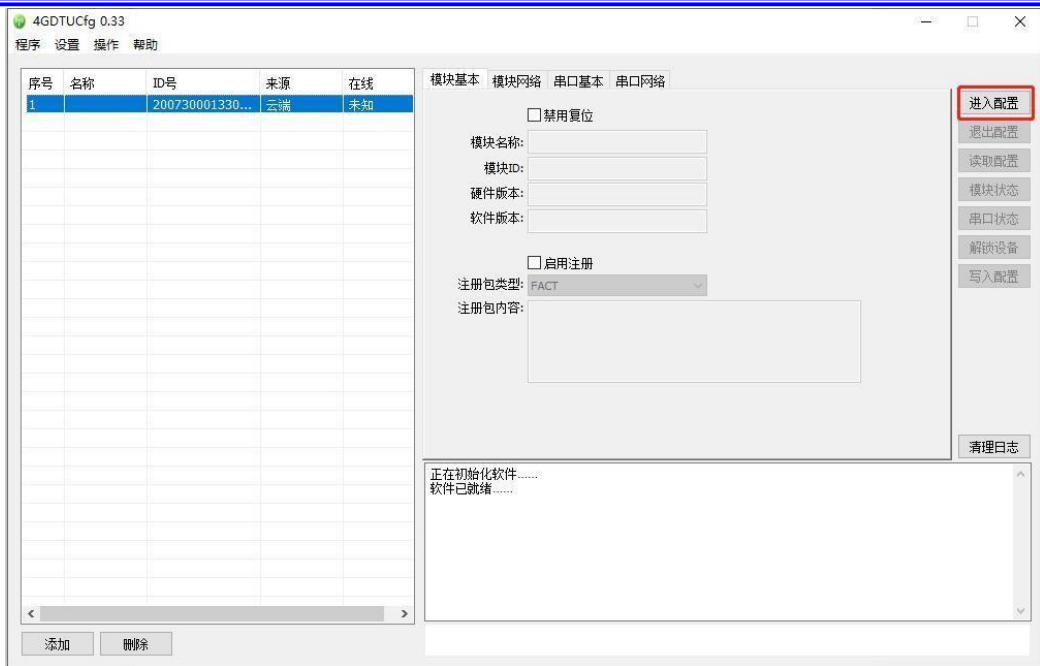 4GDTUCfg 0.33
程序 设置 操作 帮助
序号 名称 ID号 来源 在线
1 200730001330... 云端 未知
模块基本 模块网络 串口基本 串口网络
禁用复位
模块名称:
模块ID:
硬件版本:
软件版本:
启用注册
注册包类型: FACT
注册包内容:
进入配置
退出配置
读取配置
模块状态
串口状态
解锁设备
写入配置
清理日志
正在初始化软件......
软件已就绪......
添加 删除